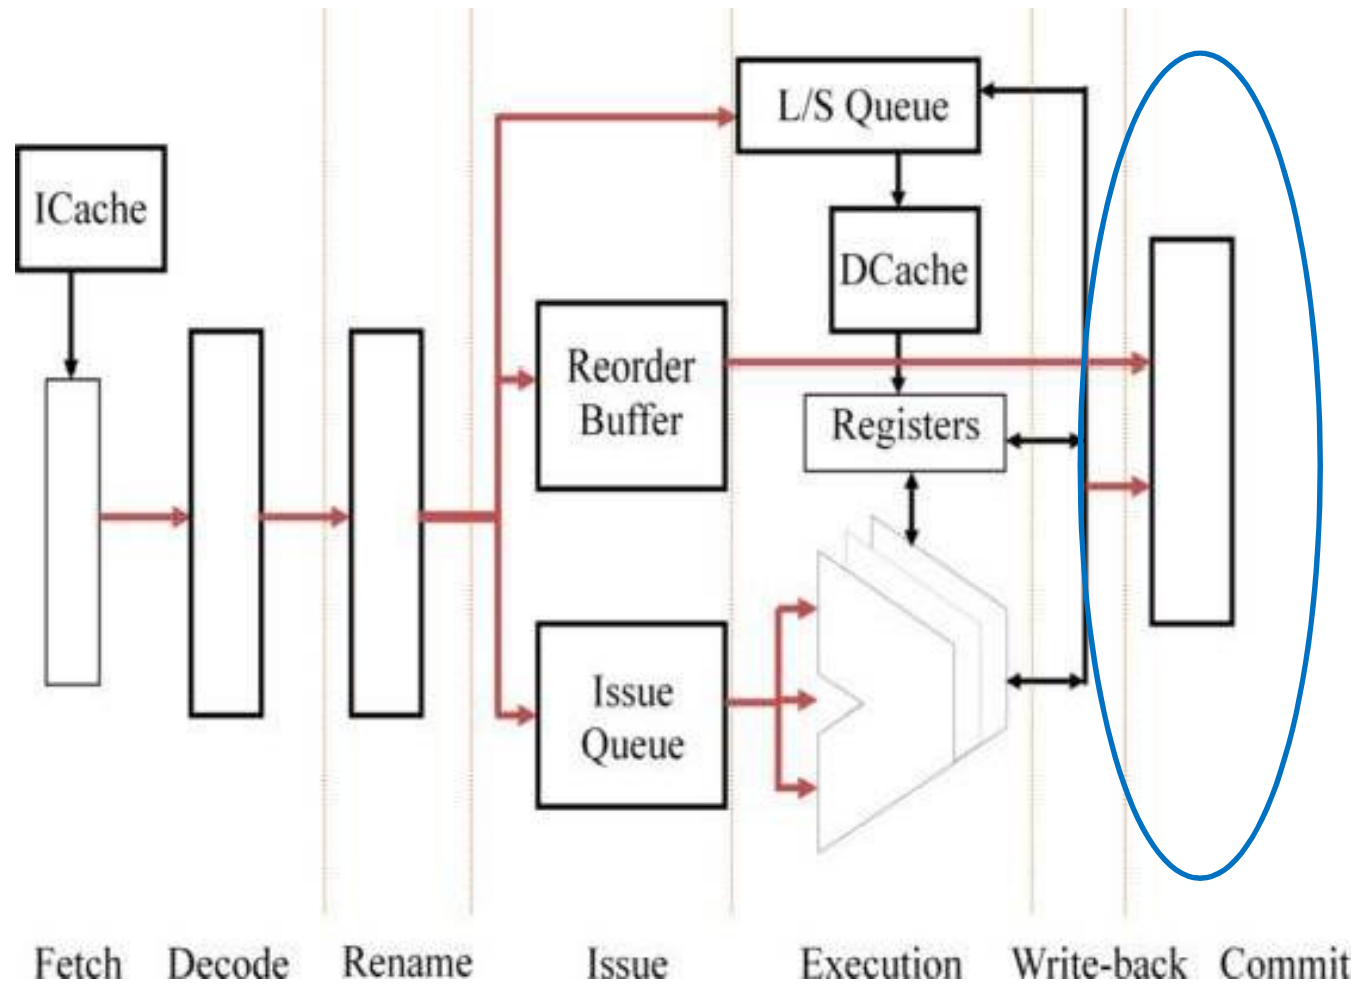 L/S Queue
ICache
DCache
Reorder
Buffer
Registers
Issue
Queue
Fetch Decode Rename Issue Execution Write-back Commit